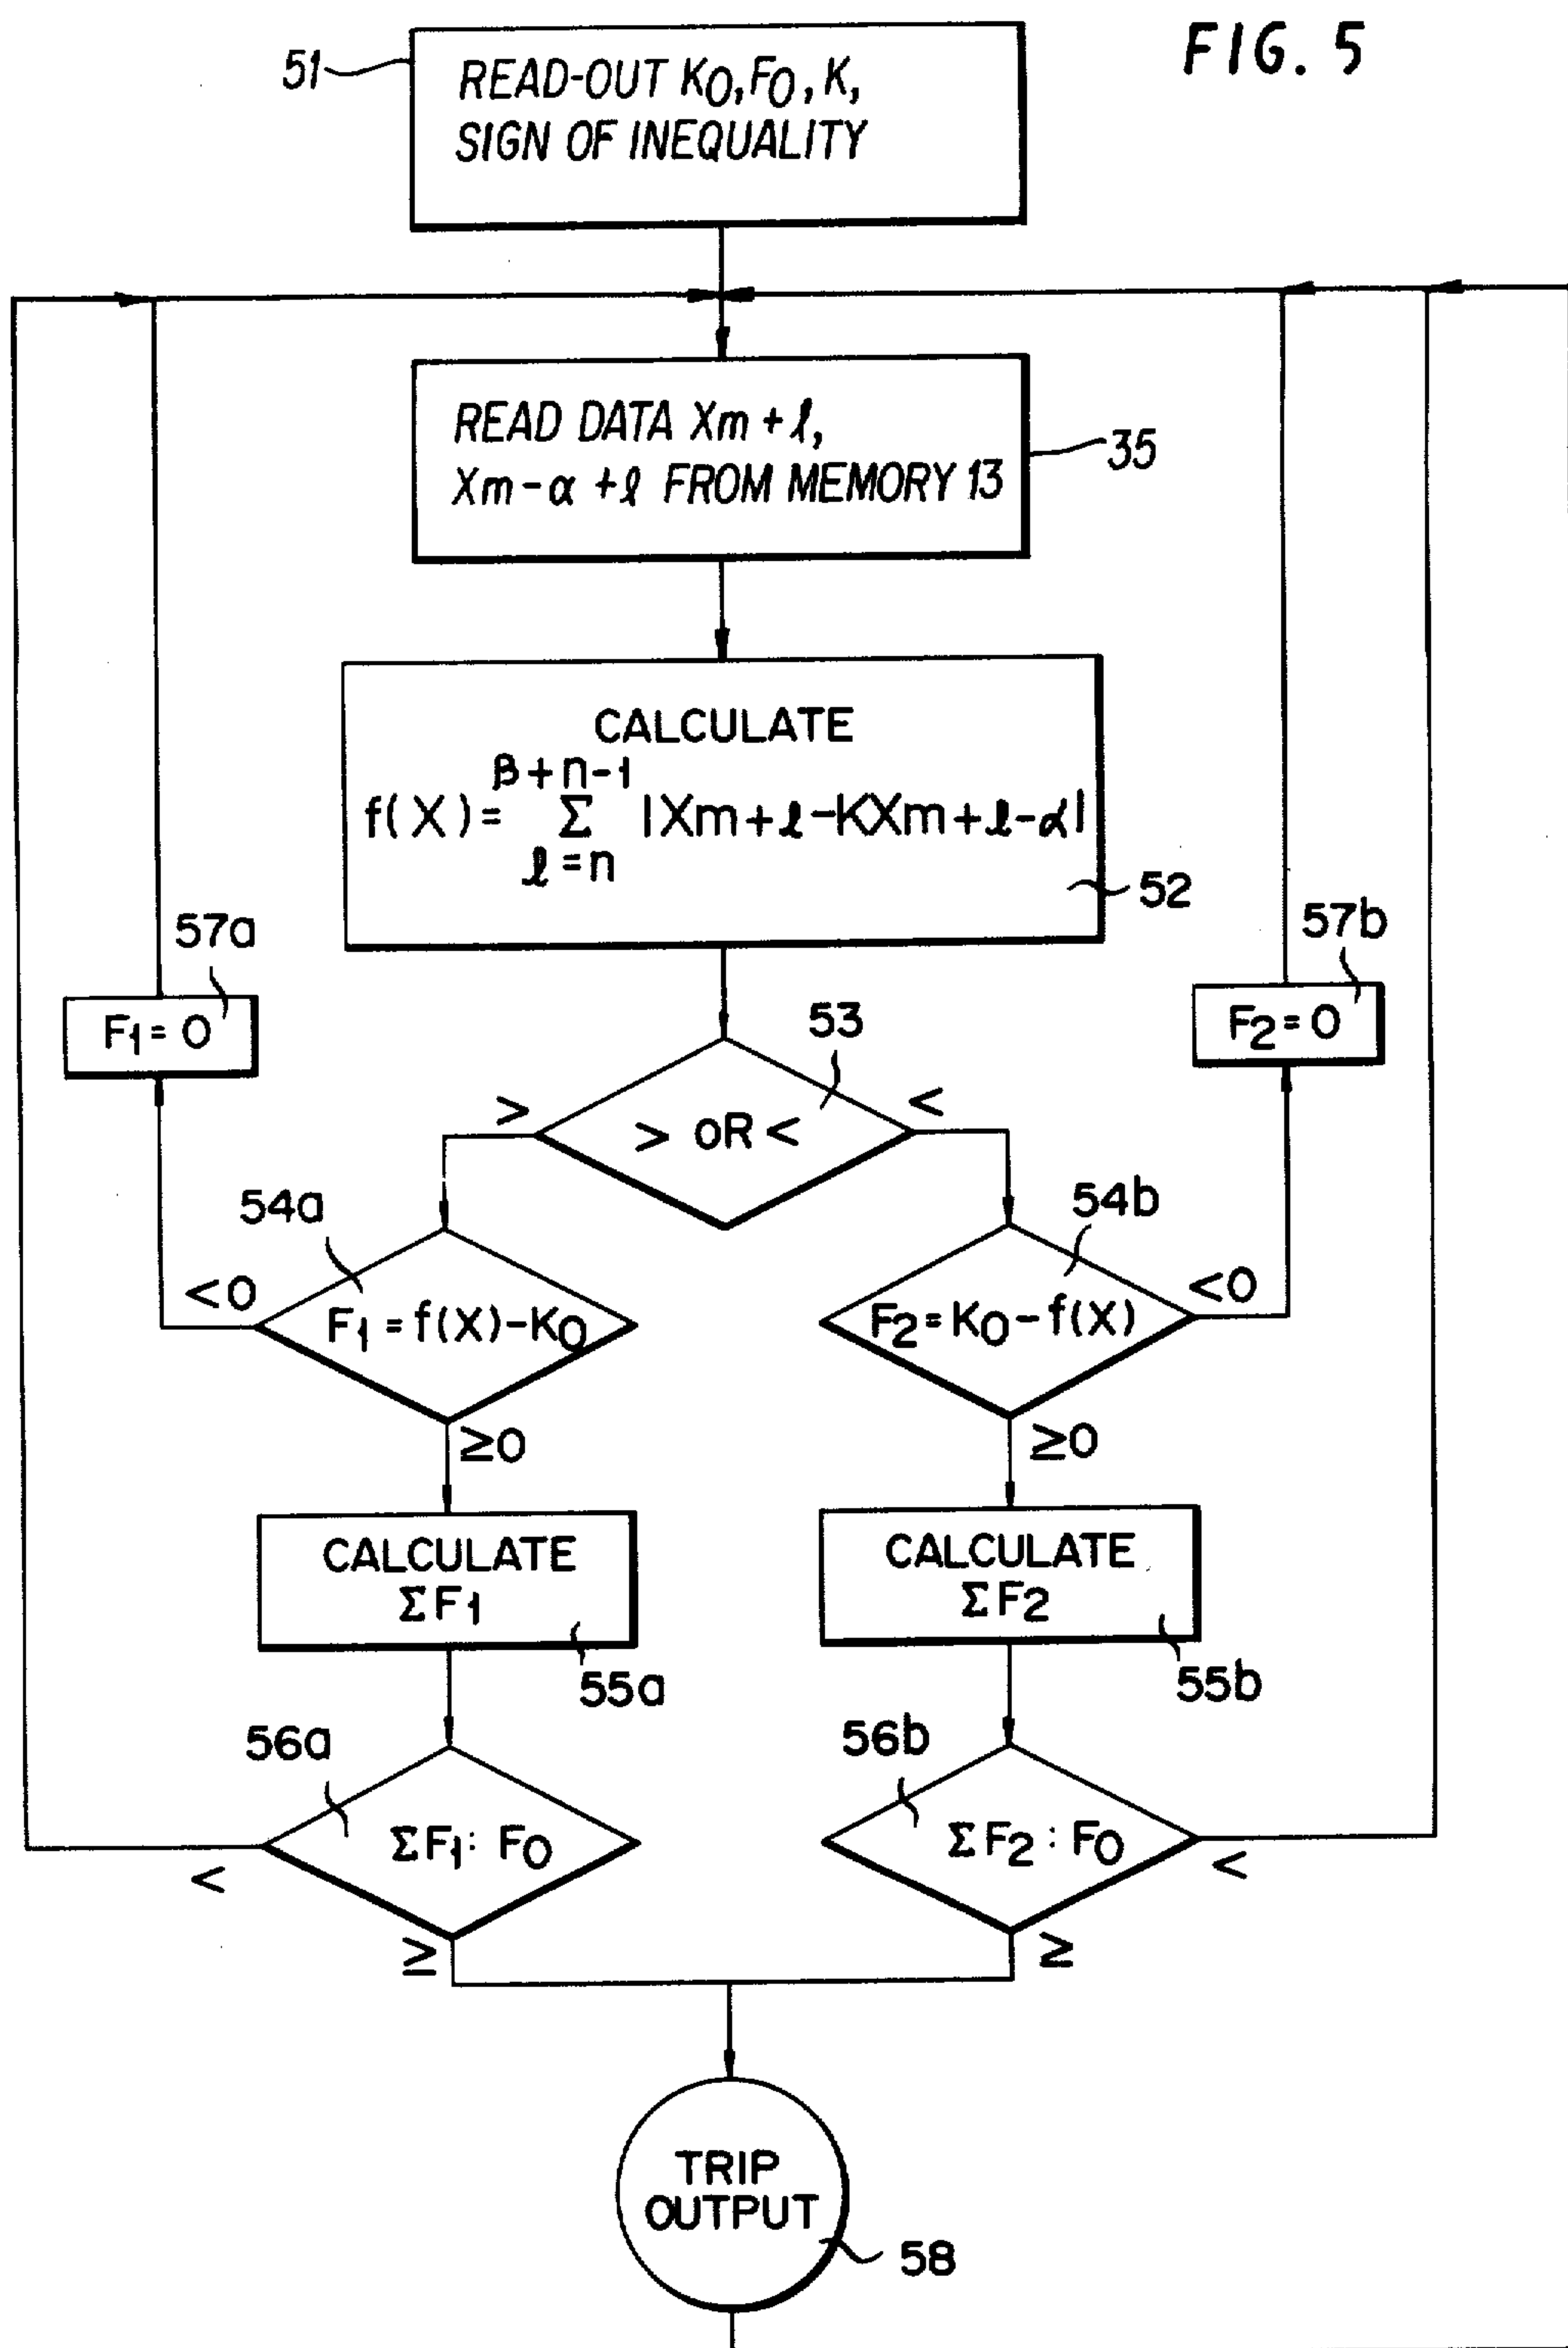 FIG. 5
51
READ-OUT K0, F0, K,
SIGN OF INEQUALITY
READ DATA Xm + ℓ,
Xm - α + ℓ FROM MEMORY 13
35
CALCULATE
β + n - 1
f(X) = Σ |Xm + ℓ - KXm + ℓ - α|
ℓ = n
52
57a
F1 = 0
57b
F2 = 0
53
>
> OR <
<
54a
<0
F1 = f(X) - K0
≥0
54b
F2 = K0 - f(X)
<0
≥0
CALCULATE
ΣF1
55a
CALCULATE
ΣF2
55b
56a
ΣF1 : F0
<
≥
56b
ΣF2 : F0
<
≥
TRIP
OUTPUT
58